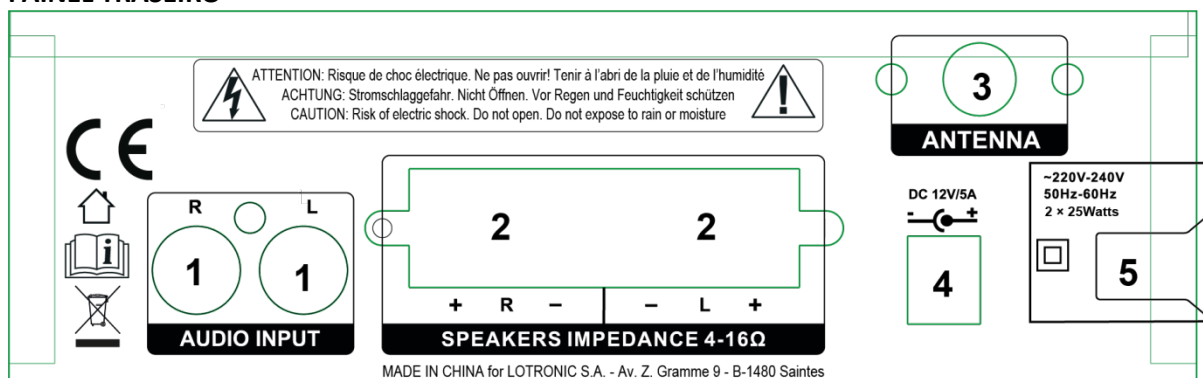 PAINEL TRASEIRO
ATTENTION: Risque de choc électrique. Ne pas ouvrir! Tenir à l'abri de la pluie et de l'humidité
ACHTUNG: Stromschlaggefahr. Nicht Öffnen. Vor Regen und Feuchtigkeit schützen
CAUTION: Risk of electric shock. Do not open. Do not expose to rain or moisture
CE
i
R L
1 1
AUDIO INPUT
2 2
+ R − − L +
SPEAKERS IMPEDANCE 4-16Ω
3
ANTENNA
DC 12V/5A
- +
4
~220V-240V
50Hz-60Hz
2 × 25Watts
5
MADE IN CHINA for LOTRONIC S.A. - Av. Z. Gramme 9 - B-1480 Saintes